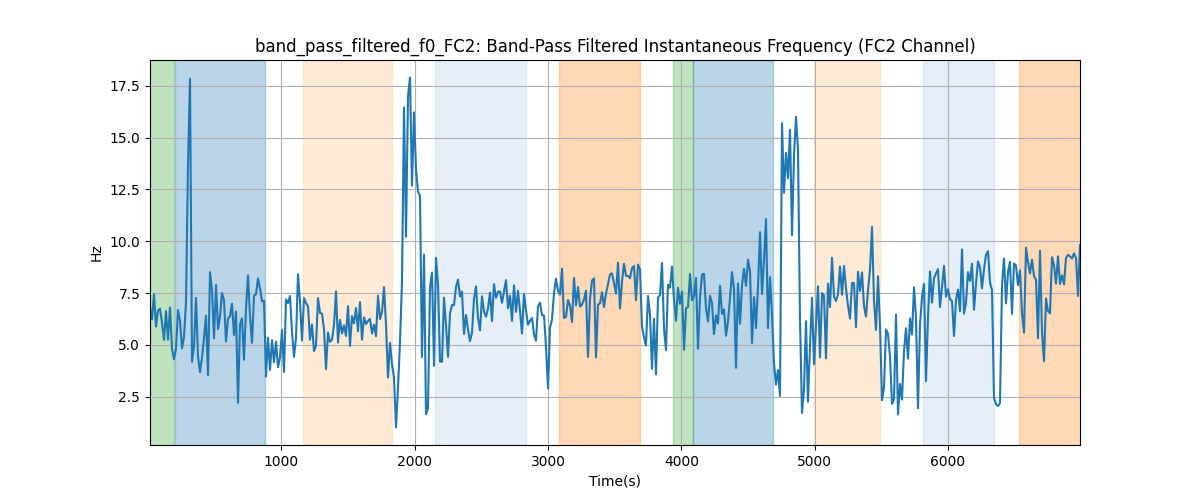 band_pass_filtered_f0_FC2: Band-Pass Filtered Instantaneous Frequency (FC2 Channel)
17.5
15.0
12.5
10.0
7.5
5.0
2.5
Hz
1000 2000 3000 4000 5000 6000
Time(s)